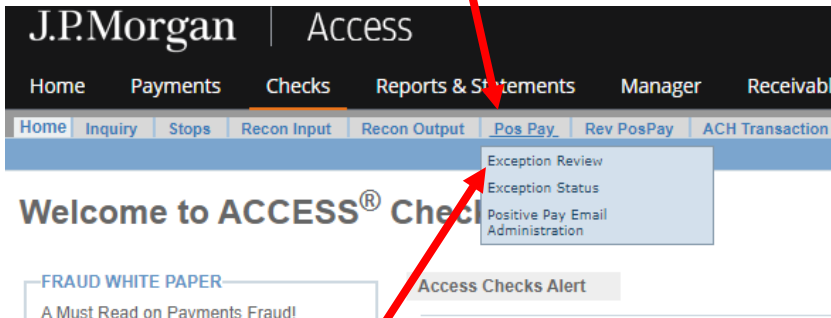 J.P.Morgan | Access
Home Payments Checks Reports & Statements Manager
Home Inquiry Stops Recon Input Recon Output Pos Pay Rev PosPay ACH Transaction
Exception Review
Exception Status
Positive Pay Email
Administration
Welcome to ACCESS®
FRAUD WHITE PAPER
Access Checks Alert
A Must Read on Payments Fraud!